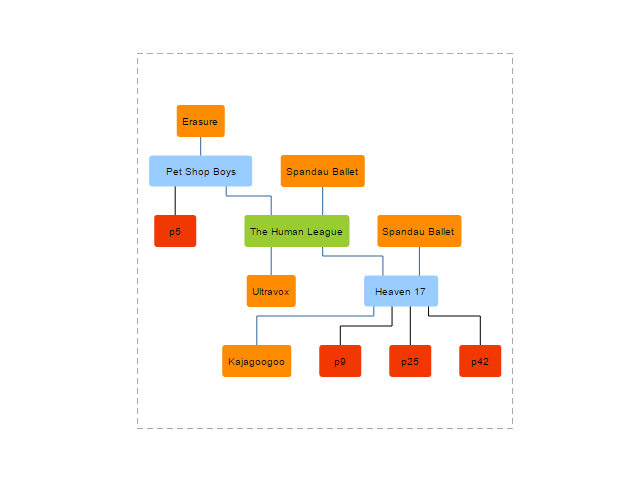 Erasure
Pet Shop Boys
Spandau Ballet
p5
The Human League
Spandau Ballet
Ultravox
Heaven 17
Kajagoogoo
p9
p25
p42